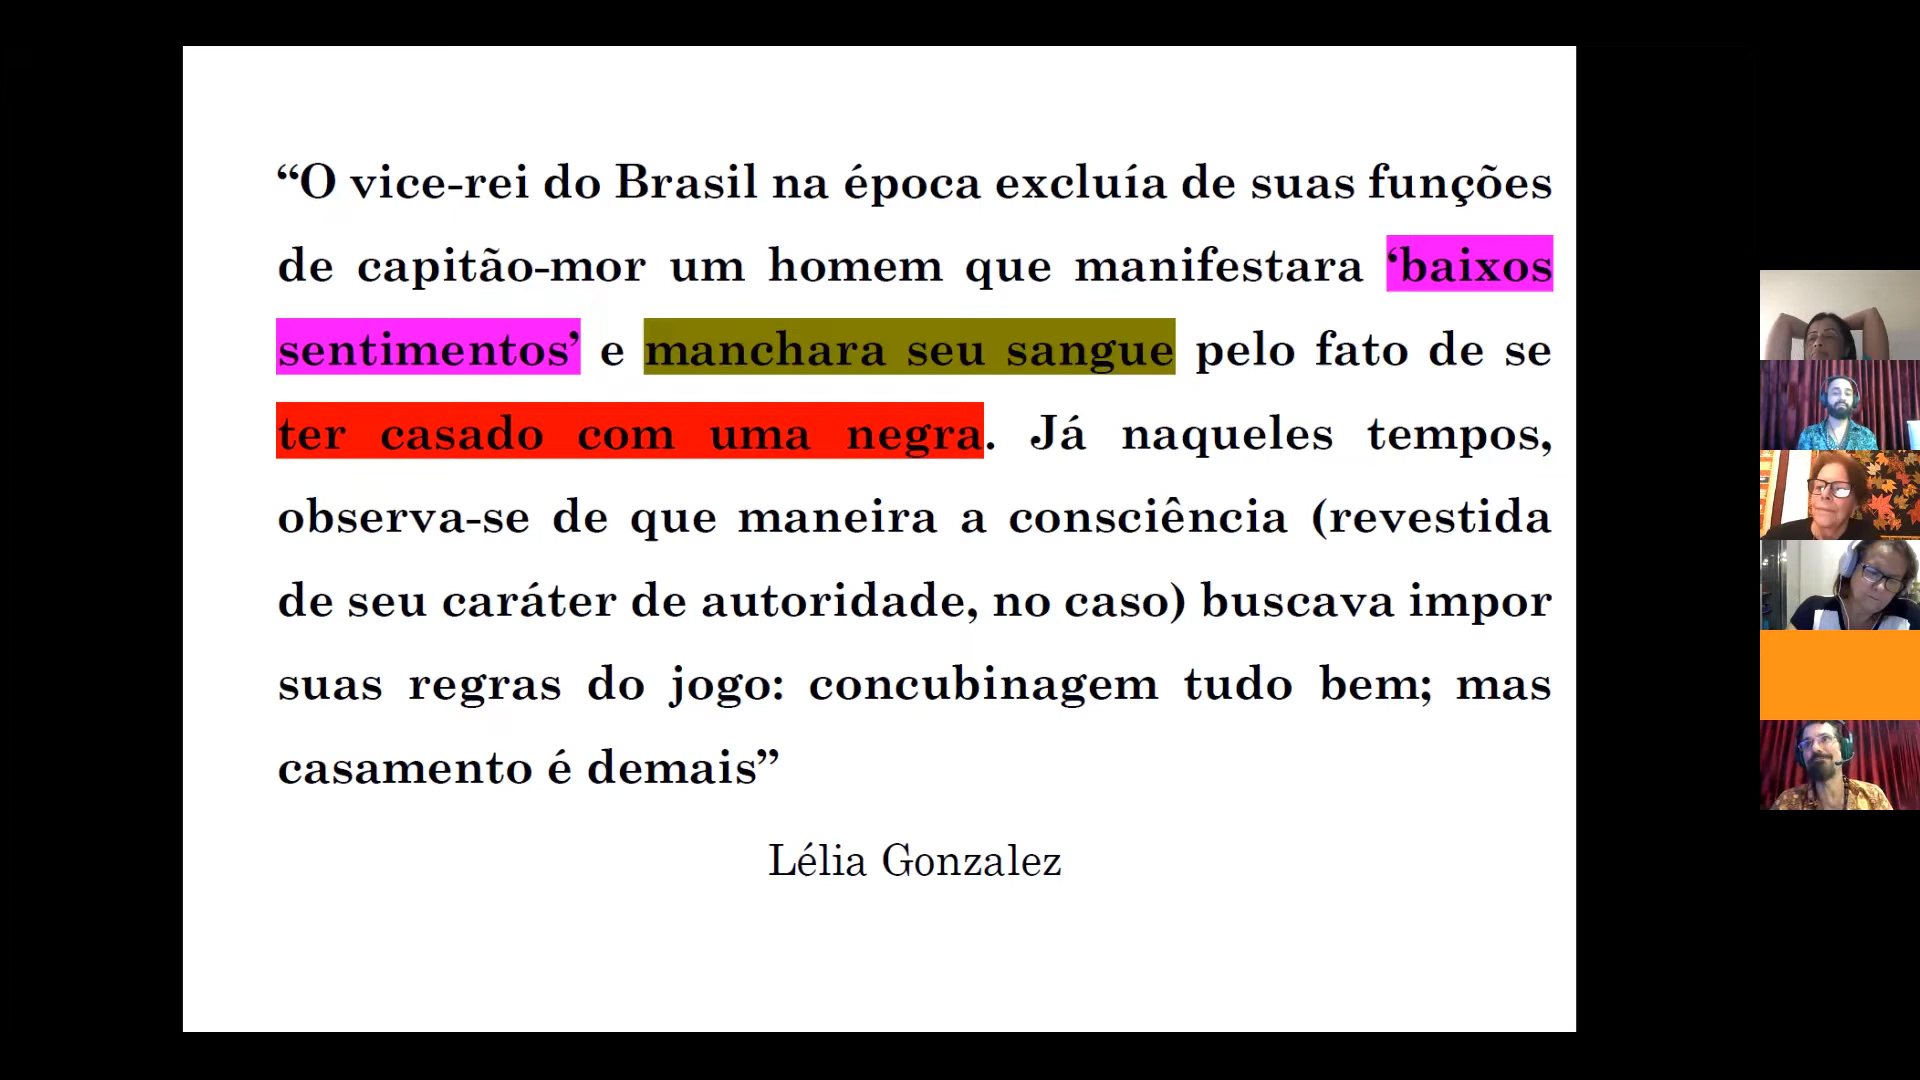 “O vice-rei do Brasil na época excluía de suas funções
de capitão-mor um homem que manifestara ‘baixos
sentimentos’ e manchara seu sangue pelo fato de se
ter casado com uma negra. Já naqueles tempos,
observa-se de que maneira a consciência (revestida
de seu caráter de autoridade, no caso) buscava impor
suas regras do jogo: concubinagem tudo bem; mas
casamento é demais”
Lélia Gonzalez